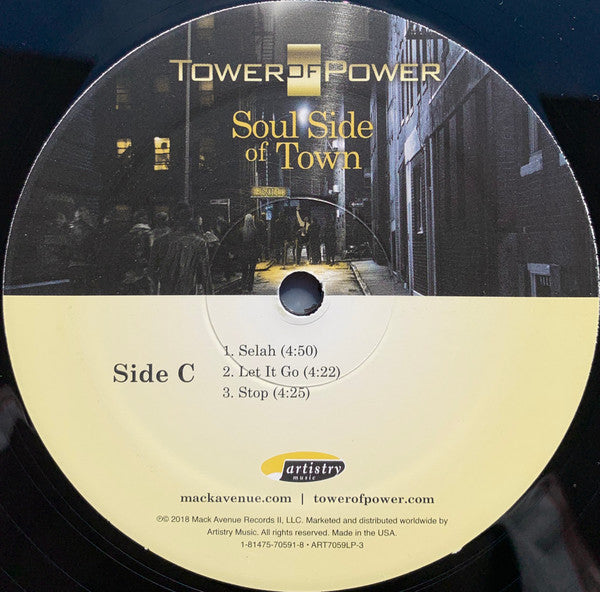 TOWER OF POWER
Soul Side
of Town
Side C
1. Selah (4:50)
2. Let It Go (4:22)
3. Stop (4:25)
artistry
music
mackavenue.com | towerofpower.com
℗© 2018 Mack Avenue Records II, LLC. Marketed and distributed worldwide by
Artistry Music. All rights reserved. Made in the USA.
1-81475-70591-8 • ART7059LP-3